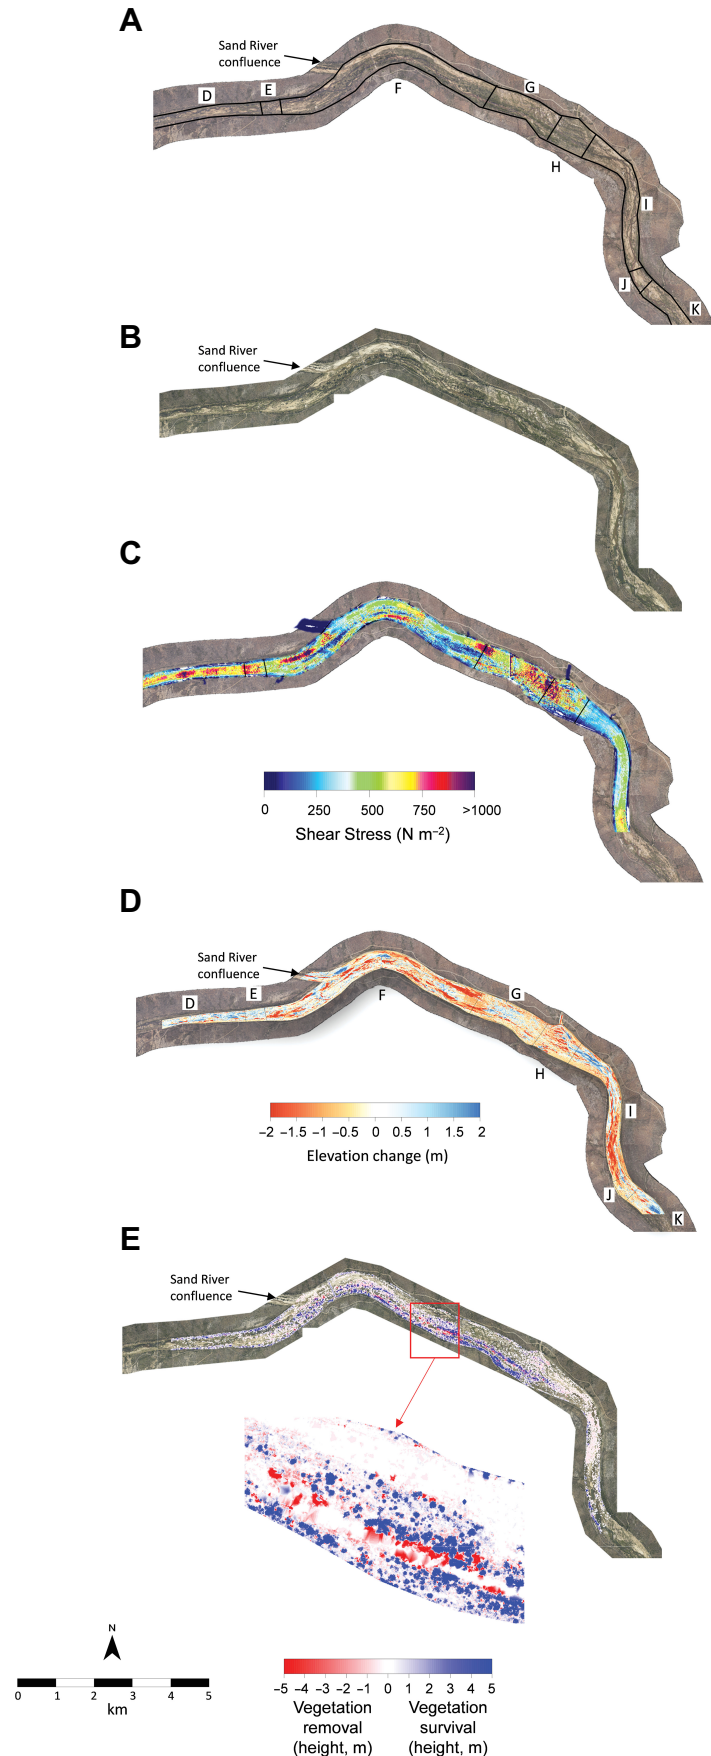 A
Sand River
confluence
D
E
F
G
H
I
J
K
B
Sand River
confluence
C
0 250 500 750 >1000
Shear Stress (N m⁻²)
D
Sand River
confluence
D
E
F
G
H
I
J
K
−2 −1.5 −1 −0.5 0 0.5 1 1.5 2
Elevation change (m)
E
Sand River
confluence
N
0 1 2 3 4 5
km
−5 −4 −3 −2 −1 0 1 2 3 4 5
Vegetation
removal
(height, m)
Vegetation
survival
(height, m)